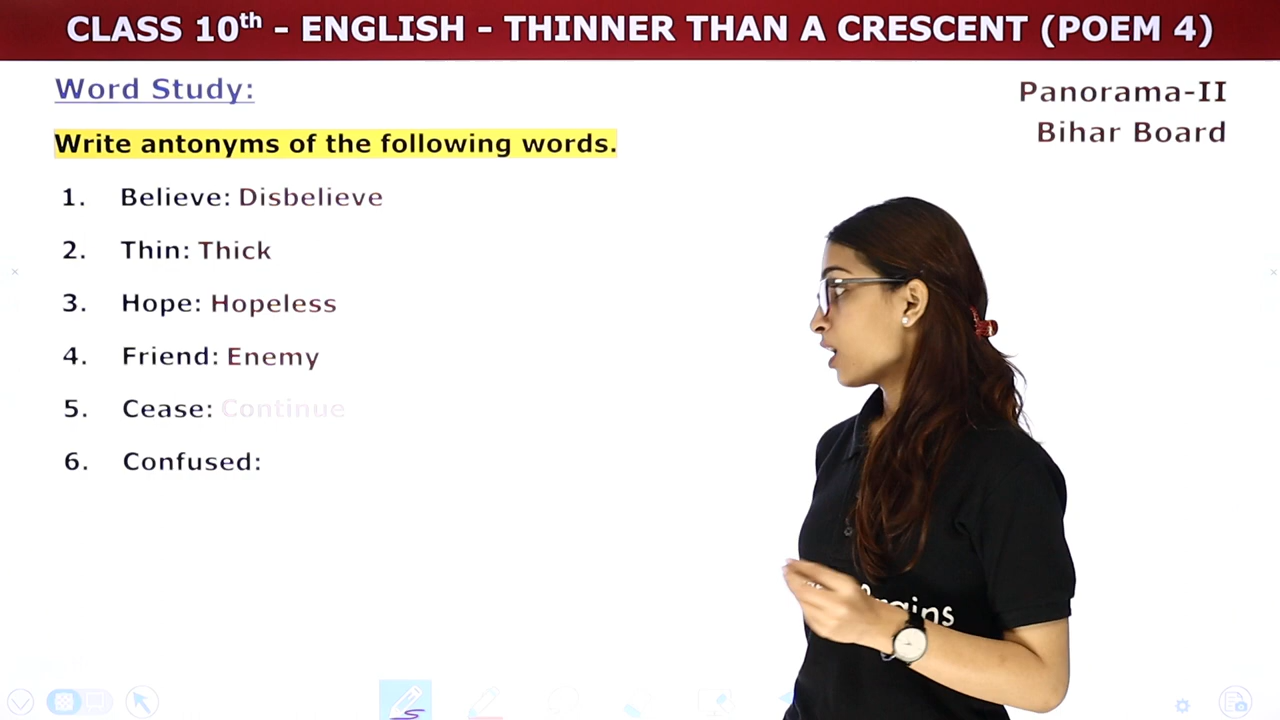 CLASS 10th - ENGLISH - THINNER THAN A CRESCENT (POEM 4)
Word Study:
Panorama-II
Bihar Board
Write antonyms of the following words.
1. Believe: Disbelieve
2. Thin: Thick
3. Hope: Hopeless
4. Friend: Enemy
5. Cease: Continue
6. Confused: